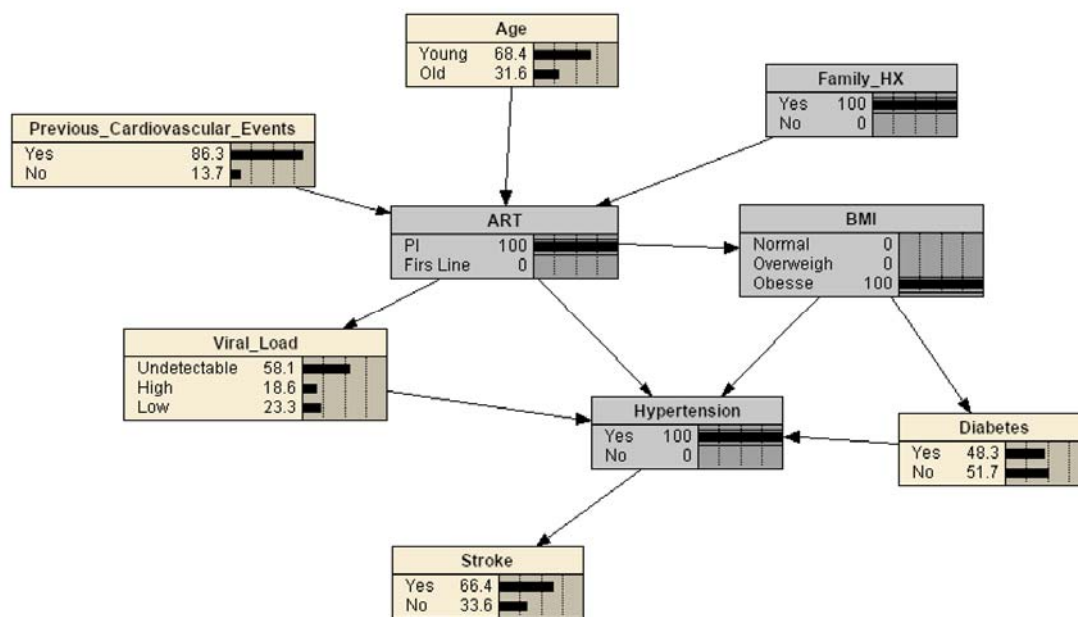 Age
Young 68.4
Old 31.6
Family_HX
Yes 100
No 0
Previous_Cardiovascular_Events
Yes 86.3
No 13.7
ART
PI 100
Firs Line 0
BMI
Normal 0
Overweigh 0
Obesse 100
Viral_Load
Undetectable 58.1
High 18.6
Low 23.3
Hypertension
Yes 100
No 0
Diabetes
Yes 48.3
No 51.7
Stroke
Yes 66.4
No 33.6